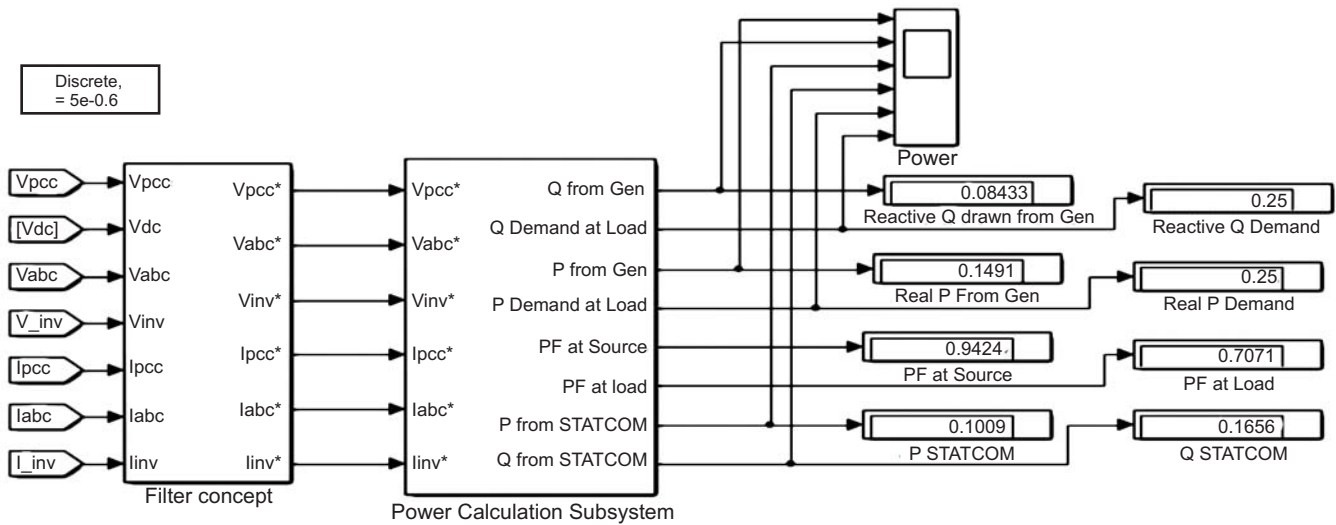 Discrete,
= 5e-0.6
Vpcc
[Vdc]
Vabc
V_inv
Ipcc
Iabc
I_inv
Vpcc
Vdc
Vabc
Vinv
Ipcc
Iabc
Iinv
Vpcc*
Vabc*
Vinv*
Ipcc*
Iabc*
Iinv*
Filter concept
Vpcc*
Vabc*
Vinv*
Ipcc*
Iabc*
Iinv*
Q from Gen
Q Demand at Load
P from Gen
P Demand at Load
PF at Source
PF at load
P from STATCOM
Q from STATCOM
Power Calculation Subsystem
Power
0.08433
Reactive Q drawn from Gen
0.25
Reactive Q Demand
0.1491
Real P From Gen
0.25
Real P Demand
0.9424
PF at Source
0.7071
PF at Load
0.1009
P STATCOM
0.1656
Q STATCOM